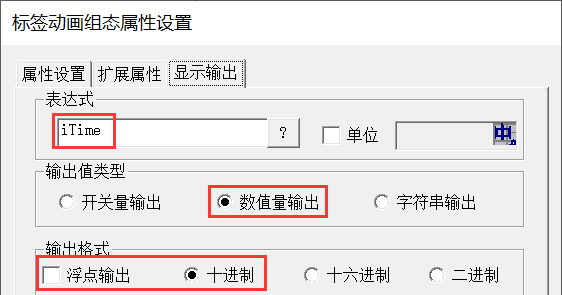 标签动画组态属性设置
属性设置 扩展属性 显示输出
表达式
iTime ? 单位 中
输出值类型
开关量输出 数值量输出 字符串输出
输出格式
浮点输出 十进制 十六进制 二进制